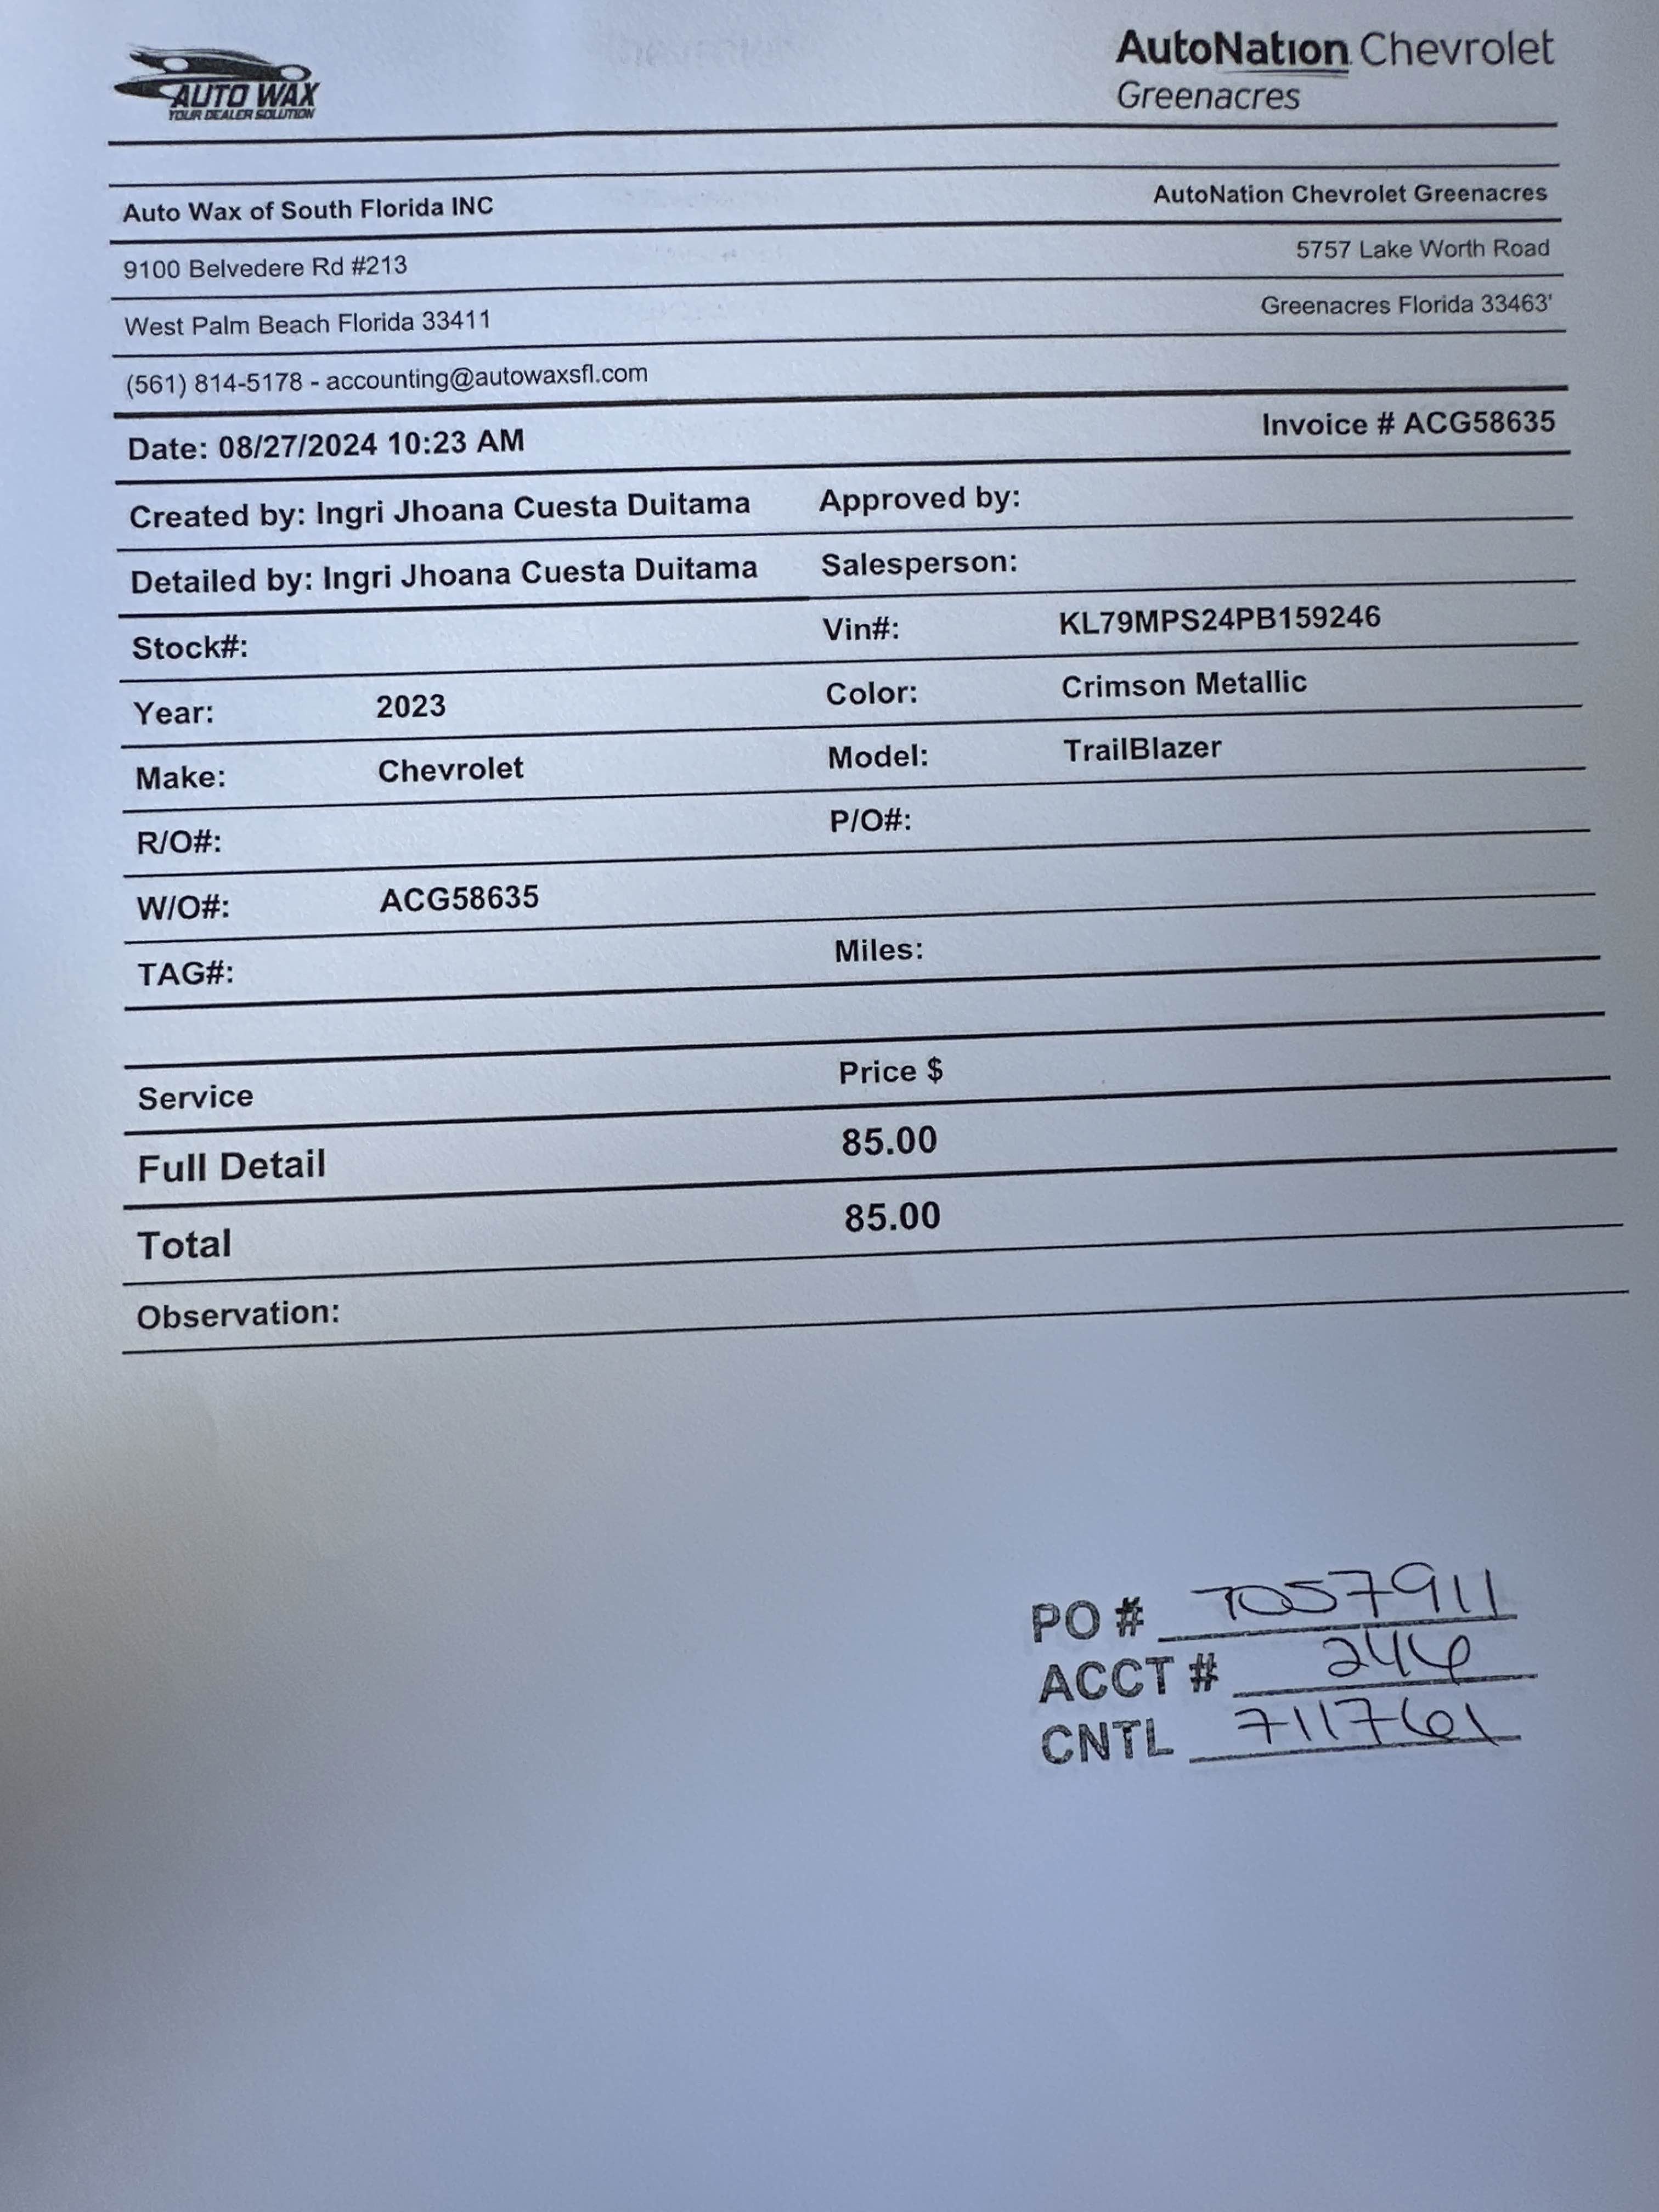 AUTO WAX
YOUR DEALER SOLUTION
AutoNation Chevrolet
Greenacres
Auto Wax of South Florida INC
AutoNation Chevrolet Greenacres
9100 Belvedere Rd #213
5757 Lake Worth Road
West Palm Beach Florida 33411
Greenacres Florida 33463'
(561) 814-5178 - accounting@autowaxsfl.com
Date: 08/27/2024 10:23 AM
Invoice # ACG58635
Created by: Ingri Jhoana Cuesta Duitama
Approved by:
Detailed by: Ingri Jhoana Cuesta Duitama
Salesperson:
Stock#:
Vin#: KL79MPS24PB159246
Year: 2023
Color: Crimson Metallic
Make: Chevrolet
Model: TrailBlazer
R/O#:
P/O#:
W/O#: ACG58635
TAG#:
Miles:
Service Price $
Full Detail 85.00
Total 85.00
Observation:
PO # 7057911
ACCT # 246
CNTL 711761